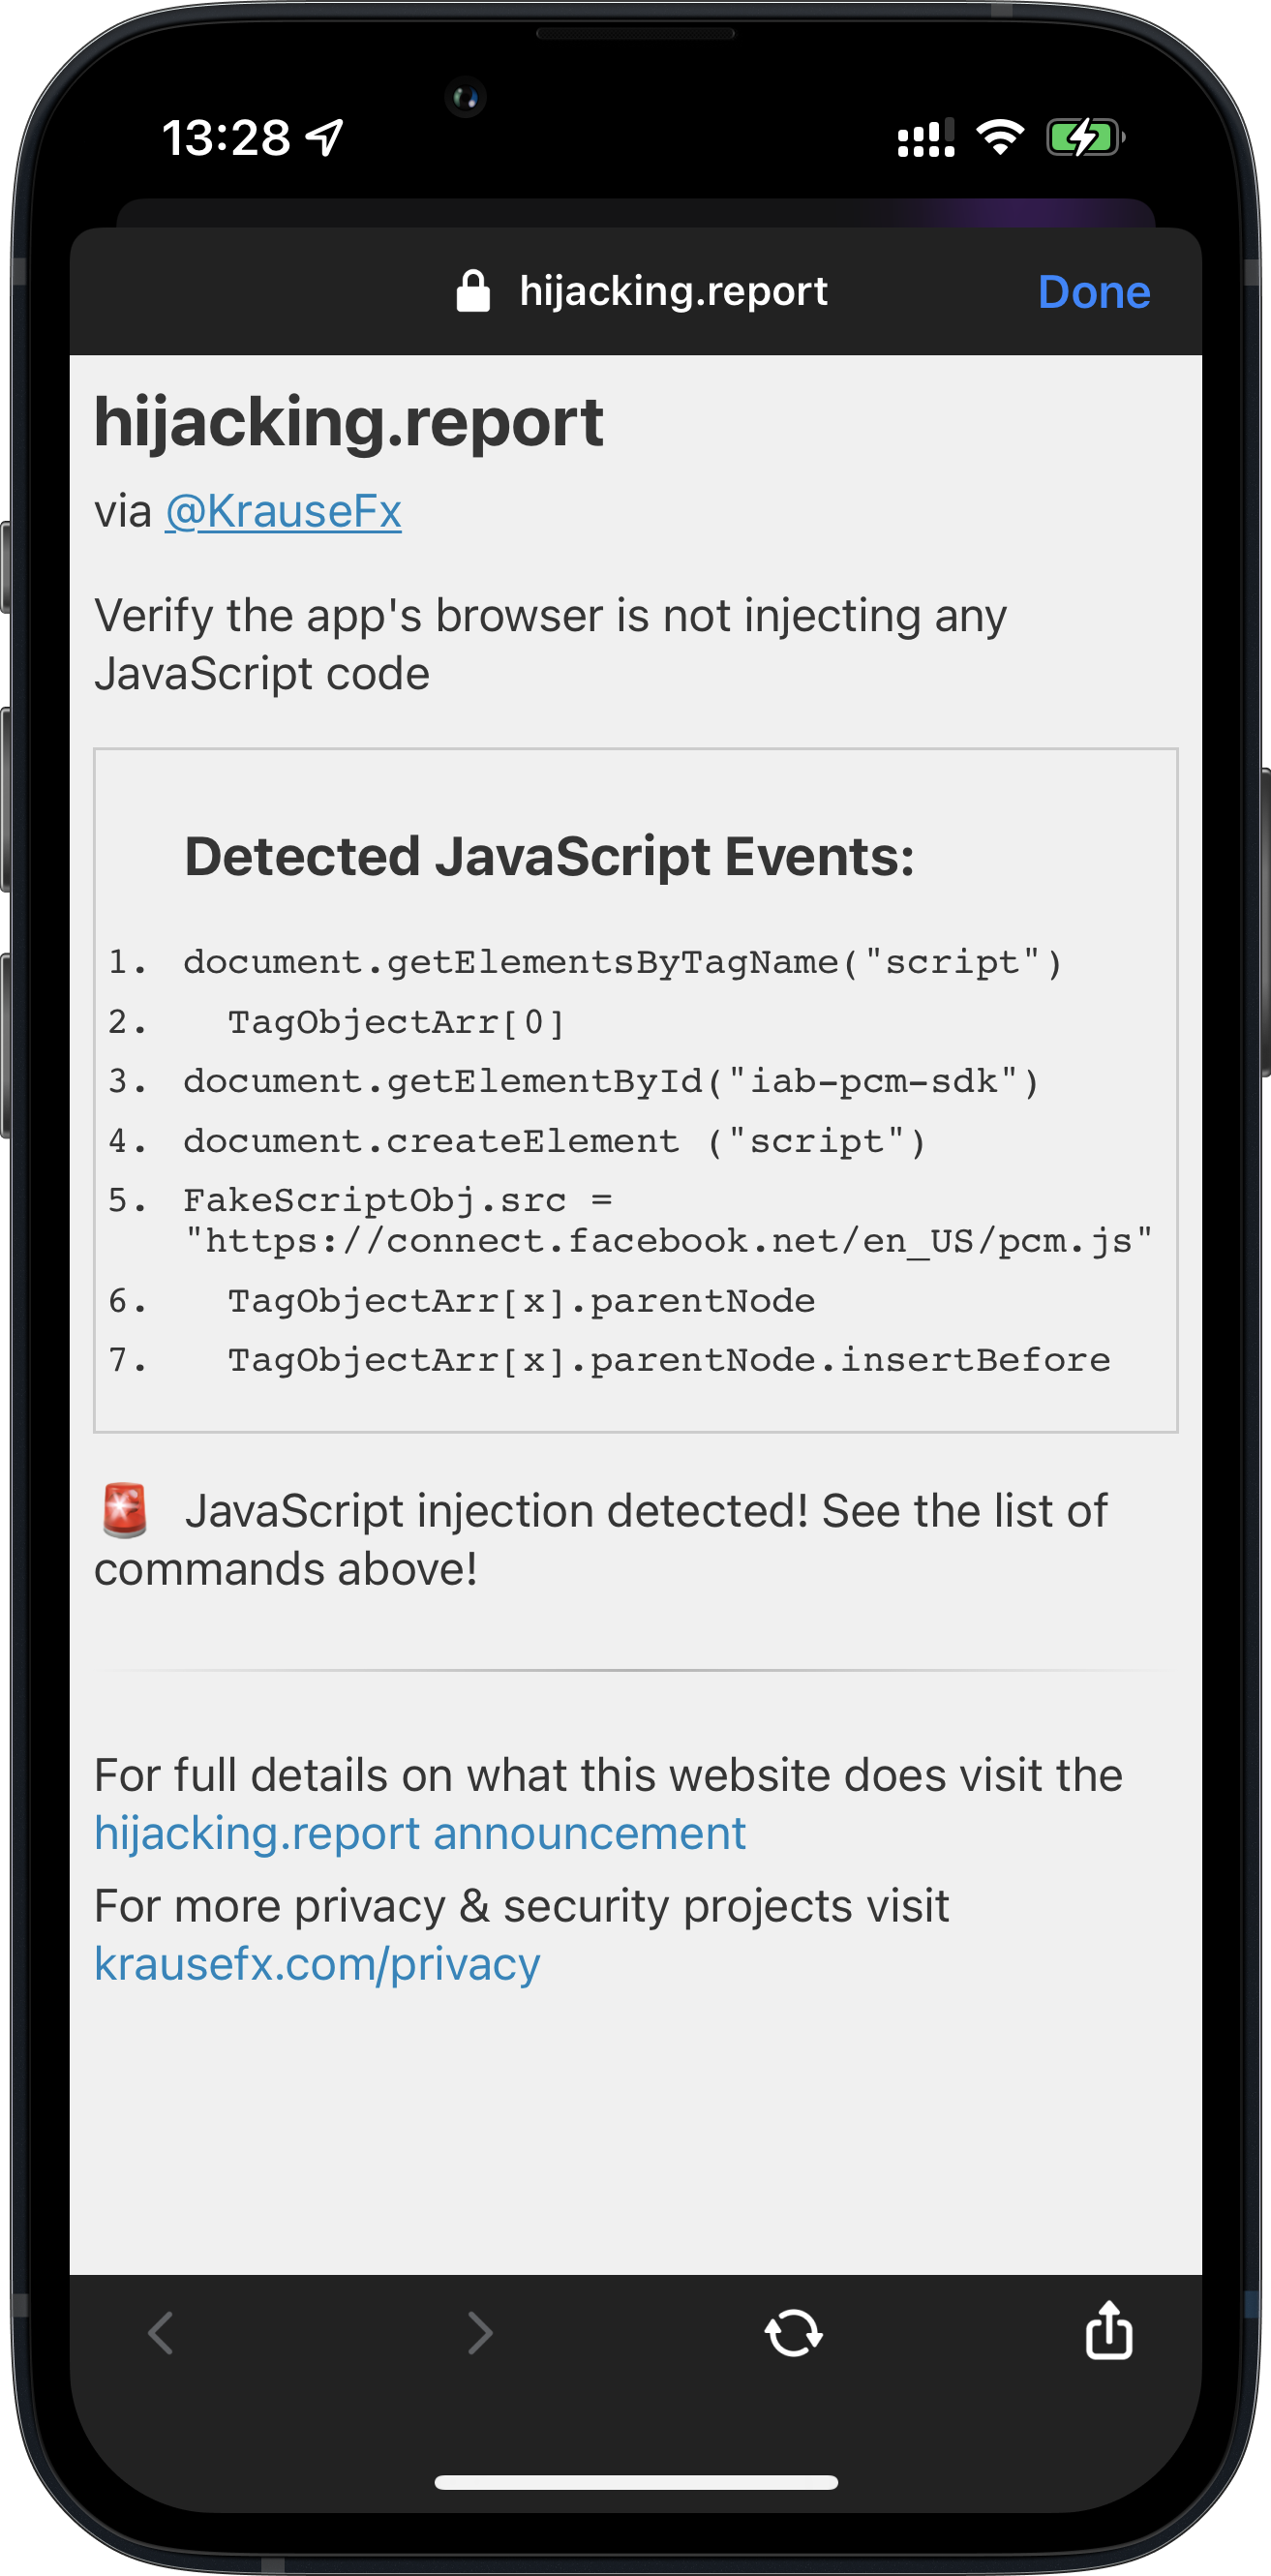 13:28
hijacking.report
Done
hijacking.report
via @KrauseFx
Verify the app's browser is not injecting any
JavaScript code
Detected JavaScript Events:
1. document.getElementsByTagName("script")
2. TagObjectArr[0]
3. document.getElementById("iab-pcm-sdk")
4. document.createElement ("script")
5. FakeScriptObj.src =
"https://connect.facebook.net/en_US/pcm.js"
6. TagObjectArr[x].parentNode
7. TagObjectArr[x].parentNode.insertBefore
🚨 JavaScript injection detected! See the list of
commands above!
For full details on what this website does visit the
hijacking.report announcement
For more privacy & security projects visit
krausefx.com/privacy